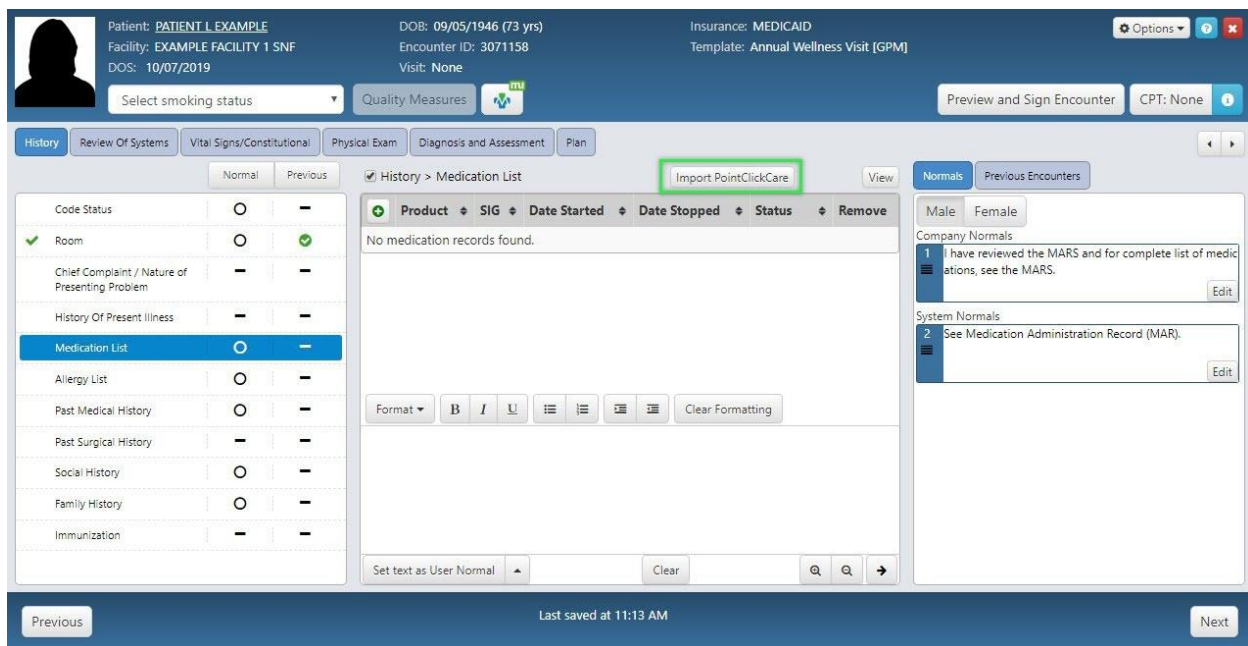 Patient: PATIENT L EXAMPLE
Facility: EXAMPLE FACILITY 1 SNF
DOS: 10/07/2019
DOB: 09/05/1946 (73 yrs)
Encounter ID: 3071158
Visit: None
Insurance: MEDICAID
Template: Annual Wellness Visit [GPM]
Options
Select smoking status
Quality Measures
mu
Preview and Sign Encounter
CPT: None
History
Review Of Systems
Vital Signs/Constitutional
Physical Exam
Diagnosis and Assessment
Plan
Normal
Previous
Code Status
Room
Chief Complaint / Nature of
Presenting Problem
History Of Present Illness
Medication List
Allergy List
Past Medical History
Past Surgical History
Social History
Family History
Immunization
History > Medication List
Import PointClickCare
View
Product SIG Date Started Date Stopped Status Remove
No medication records found.
Format B I U Clear Formatting
Set text as User Normal
Clear
Normals
Previous Encounters
Male Female
Company Normals
1 I have reviewed the MARS and for complete list of medic
ations, see the MARS.
Edit
System Normals
2 See Medication Administration Record (MAR).
Edit
Previous
Last saved at 11:13 AM
Next